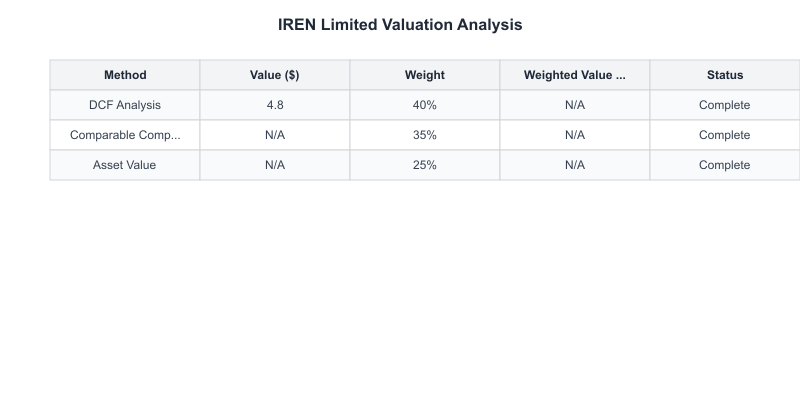 IREN Limited Valuation Analysis
Method Value ($) Weight Weighted Value ... Status
DCF Analysis 4.8 40% N/A Complete
Comparable Comp... N/A 35% N/A Complete
Asset Value N/A 25% N/A Complete